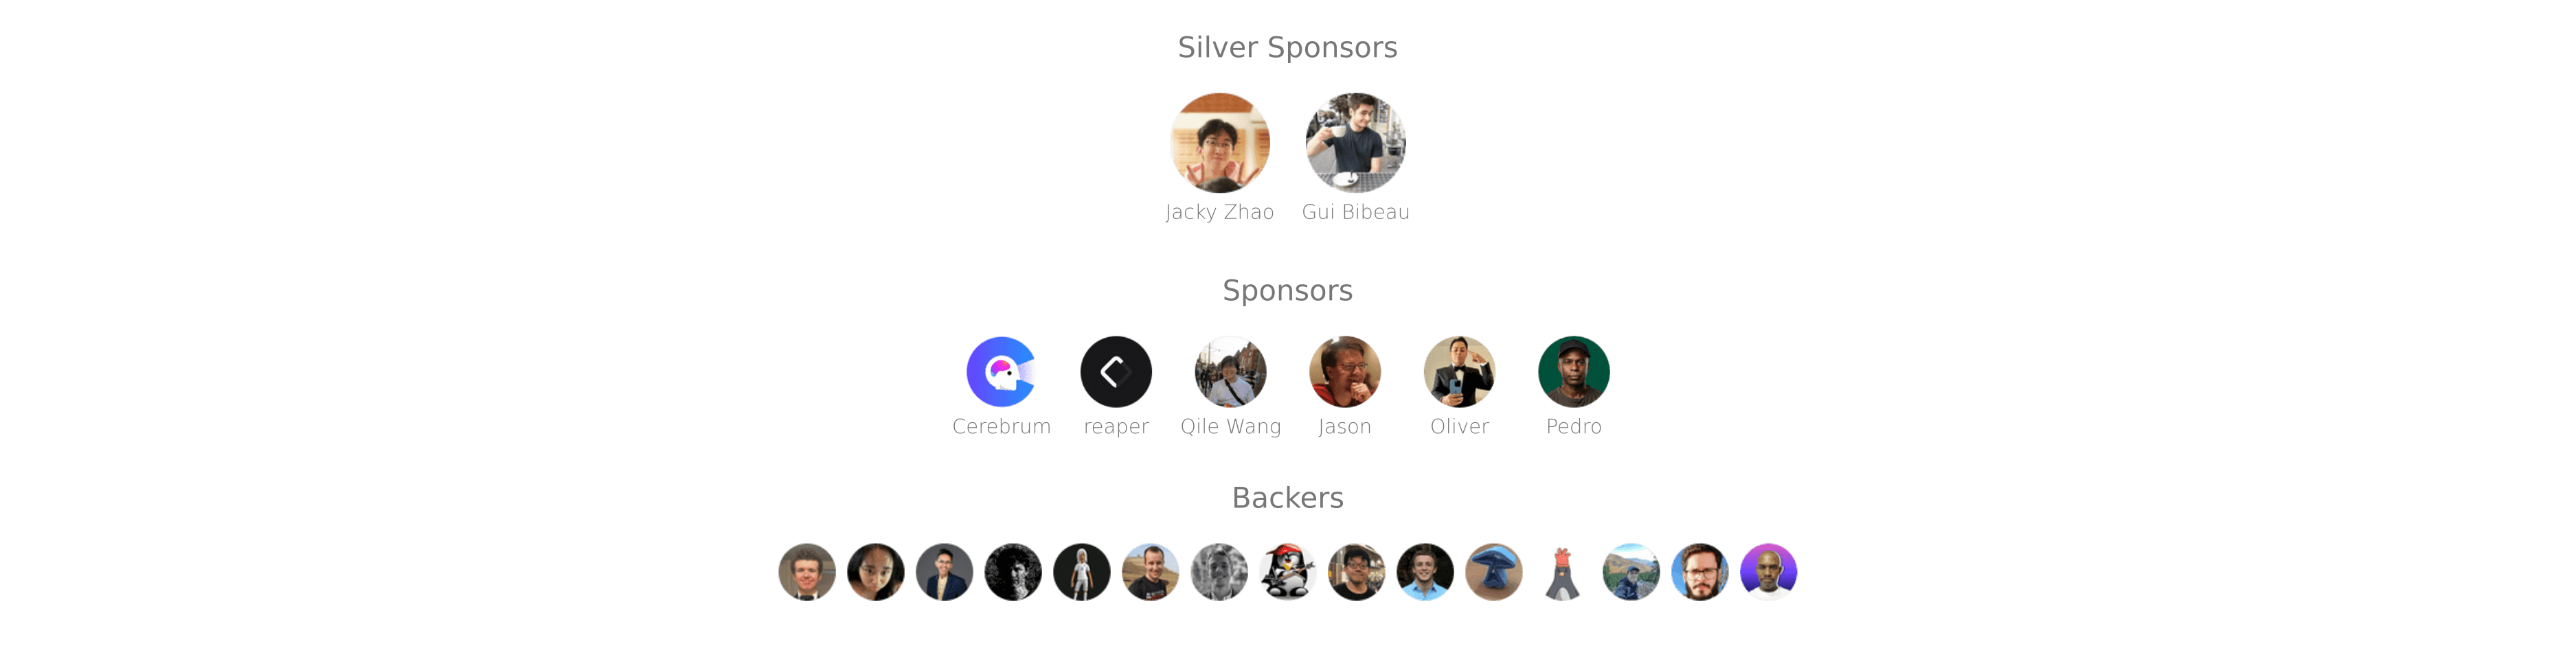 Silver Sponsors
Jacky Zhao Gui Bibeau
Sponsors
Cerebrum reaper Qile Wang Jason Oliver Pedro
Backers